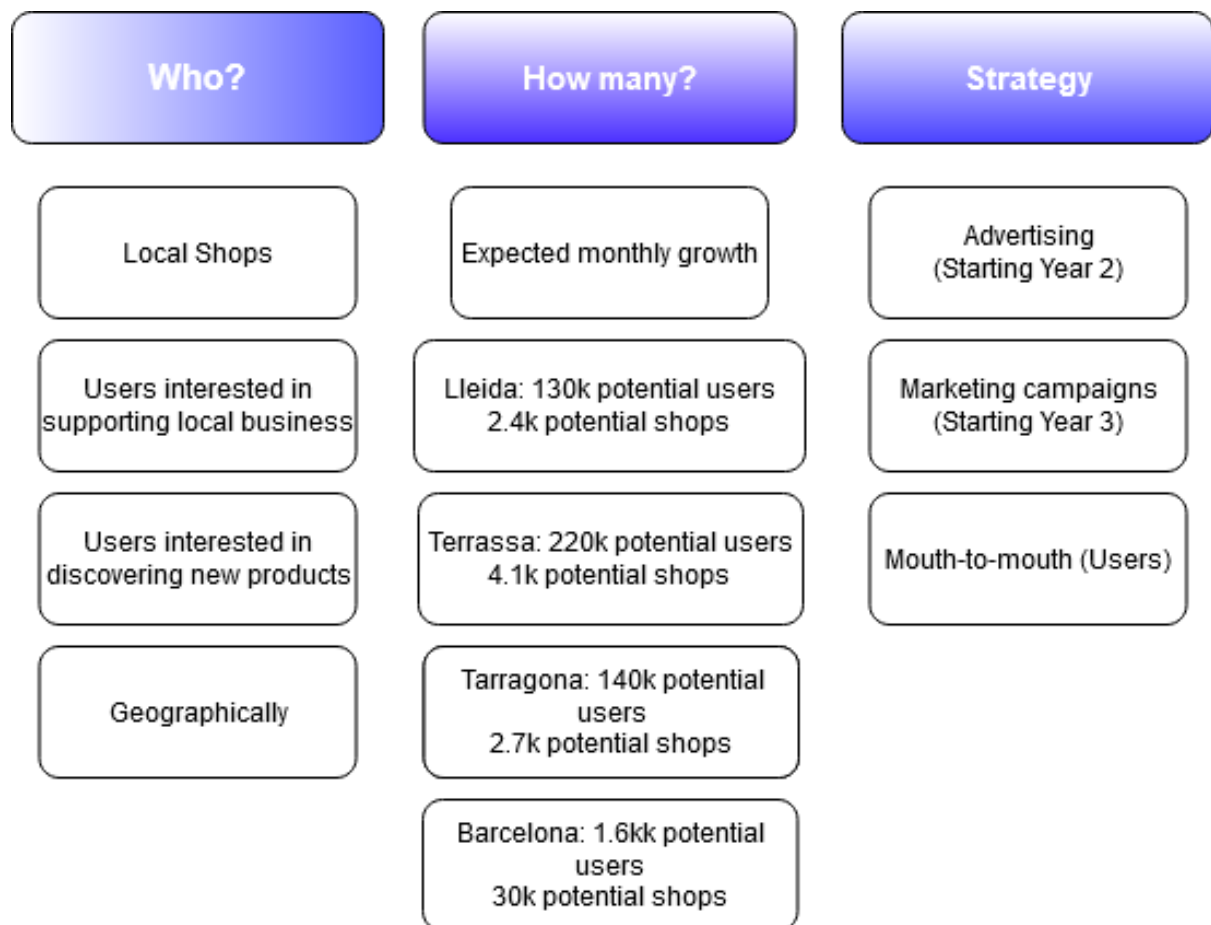 Who?
Local Shops
Users interested in
supporting local business
Users interested in
discovering new products
Geographically
How many?
Expected monthly growth
Lleida: 130k potential users
2.4k potential shops
Terrassa: 220k potential users
4.1k potential shops
Tarragona: 140k potential
users
2.7k potential shops
Barcelona: 1.6kk potential
users
30k potential shops
Strategy
Advertising
(Starting Year 2)
Marketing campaigns
(Starting Year 3)
Mouth-to-mouth (Users)